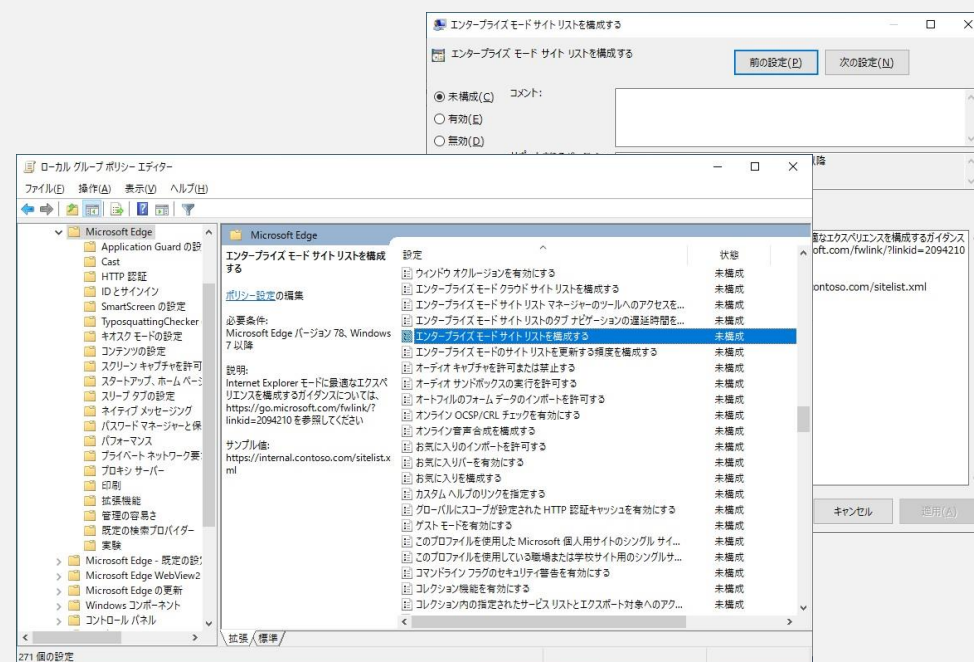 エンタープライズ モード サイト リストを構成する
エンタープライズ モード サイト リストを構成する
前の設定(P)
次の設定(N)
未構成(C)
コメント:
有効(E)
無効(D)
ローカル グループ ポリシー エディター
ファイル(F) 操作(A) 表示(V) ヘルプ(H)
Microsoft Edge
Application Guard の設
Cast
HTTP 認証
ID とサインイン
SmartScreen の設定
TyposquattingChecker
キオスク モードの設定
コンテンツの設定
スクリーン キャプチャを許可
スタートアップ、ホーム ペー
スリープ タブの設定
ネイティブ メッセージング
パスワード マネージャーと保
パフォーマンス
プライベート ネットワーク要
プロキシ サーバー
印刷
拡張機能
管理の容易さ
既定の検索プロバイダー
実験
Microsoft Edge - 既定の設
Microsoft Edge WebView2
Microsoft Edge の更新
Windows コンポーネント
コントロール パネル
Microsoft Edge
エンタープライズ モード サイト リストを構成
する
ポリシー設定の編集
必要条件:
Microsoft Edge バージョン 78、Windows
7 以降
説明:
Internet Explorer モードに最適なエクスペ
リエンスを構成するガイダンスについては、
https://go.microsoft.com/fwlink/?
linkid=2094210 を参照してください
サンプル値:
https://internal.contoso.com/sitelist.x
ml
設定 状態
ウィンドウ オクルージョンを有効にする 未構成
エンタープライズ モード クラウド サイト リストを構成する 未構成
エンタープライズ モード サイト リスト マネージャーのツールへのアクセスを... 未構成
エンタープライズ モード サイト リストのタブ ナビゲーションの遅延時間を... 未構成
エンタープライズ モード サイト リストを構成する 未構成
エンタープライズ モードのサイト リストを更新する頻度を構成する 未構成
オーディオ キャプチャを許可または禁止する 未構成
オーディオ サンドボックスの実行を許可する 未構成
オートフィルのフォーム データのインポートを許可する 未構成
オンライン OCSP/CRL チェックを有効にする 未構成
オンライン音声合成を構成する 未構成
お気に入りのインポートを許可する 未構成
お気に入りバーを有効にする 未構成
お気に入りを構成する 未構成
カスタム ヘルプのリンクを指定する 未構成
グローバルにスコープが設定された HTTP 認証キャッシュを有効にする 未構成
ゲスト モードを有効にする 未構成
このプロファイルを使用した Microsoft 個人用サイトのシングル サイ... 未構成
このプロファイルを使用している職場または学校サイト用のシングルサ... 未構成
コマンドライン フラグのセキュリティ警告を有効にする 未構成
コレクション機能を有効にする 未構成
コレクション内の指定されたサービス リストとエクスポート対象へのアク... 未構成
拡張 標準
271 個の設定
降
適なエクスペリエンスを構成するガイダンス
oft.com/fwlink/?linkid=2094210
ontoso.com/sitelist.xml
キャンセル
適用(A)